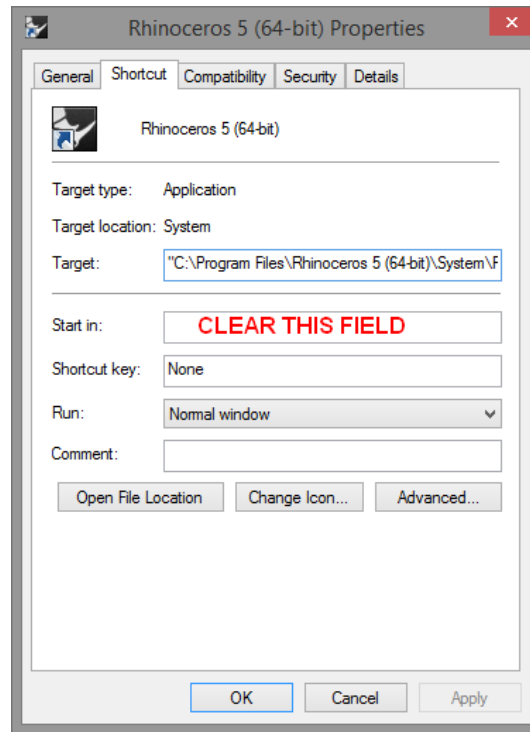 Rhinoceros 5 (64-bit) Properties
General Shortcut Compatibility Security Details
Rhinoceros 5 (64-bit)
Target type: Application
Target location: System
Target: "C:\Program Files\Rhinoceros 5 (64-bit)\System\F
Start in: CLEAR THIS FIELD
Shortcut key: None
Run: Normal window
Comment:
Open File Location Change Icon... Advanced...
OK Cancel Apply